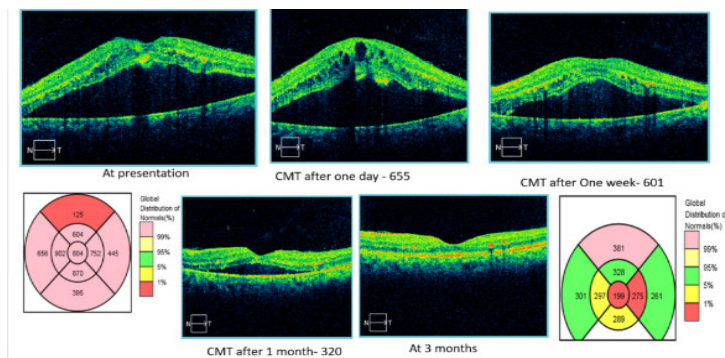 N T
N T
N T
At presentation
CMT after one day - 655
CMT after One week- 601
Global
Distribution of
Normals(%)
99%
95%
5%
1%
125
604
656
902
804
752
445
670
395
N T
N T
CMT after 1 month- 320
At 3 months
381
328
301
297
199
275
261
289
Global
Distribution o
Normals(%)
99%
95%
5%
1%